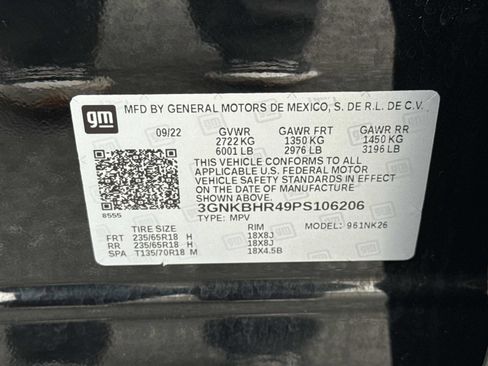 gm
MFD BY GENERAL MOTORS DE MEXICO, S. DE R.L. DE C.V.
09/22 GVWR GAWR FRT GAWR RR
2722 KG 1350 KG 1450 KG
6001 LB 2976 LB 3196 LB
THIS VEHICLE CONFORMS TO ALL
APPLICABLE U.S. FEDERAL MOTOR
VEHICLE SAFETY STANDARDS IN EFFECT
ON THE DATE OF MANUFACTURE
SHOWN ABOVE.
3GNKBHR49PS106206
8555 TYPE: MPV
TIRE SIZE RIM MODEL: 961NK26
FRT 235/65R18 H 18X8J
RR 235/65R18 H 18X8J
SPA T135/70R18 M 18X4.5B